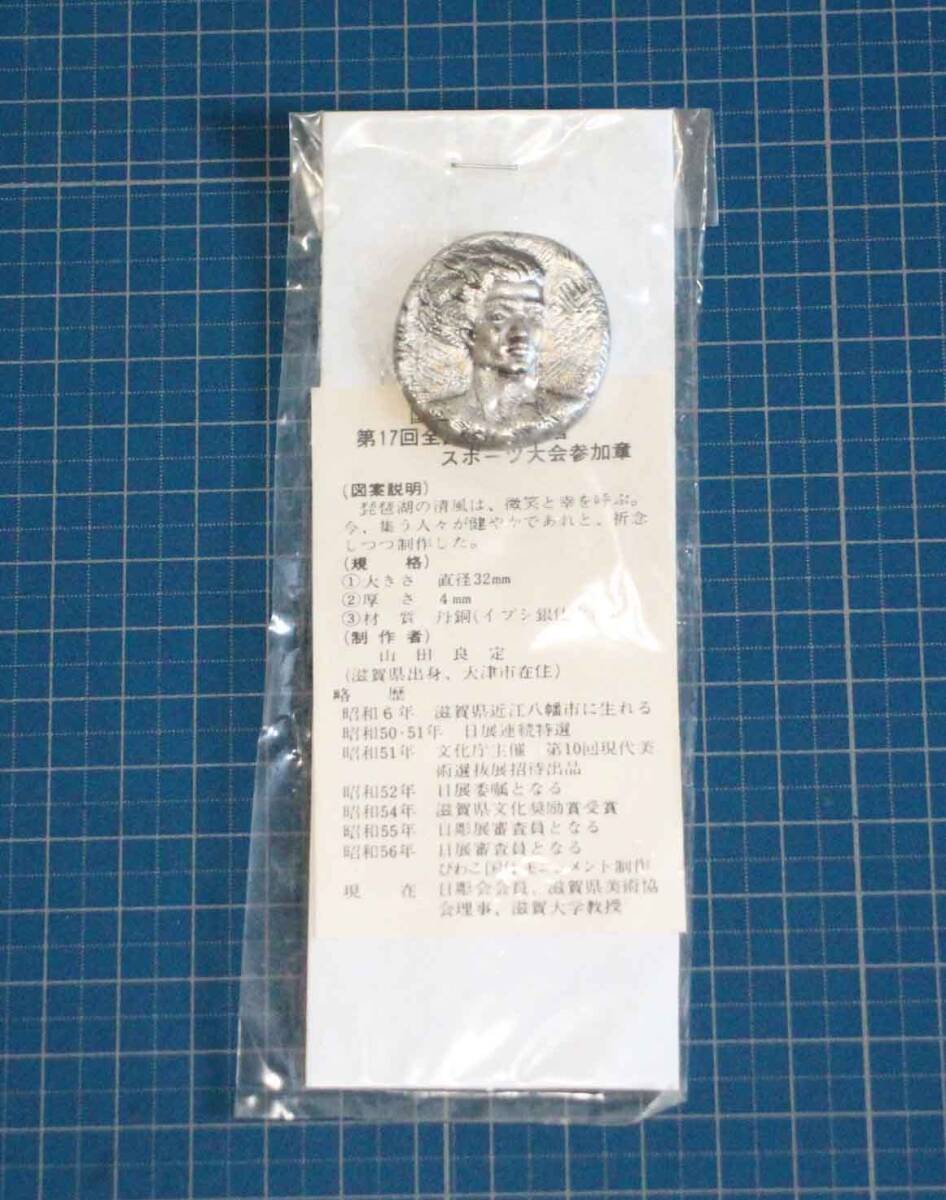 第17回全
スポーツ大会参加章
(図案説明)
琵琶湖の清風は、微笑と幸を呼ぶ。
今、集う人々が健やかであれと、祈念
しつつ制作した。
(規　格)
①大きさ　直径32mm
②厚　さ　4mm
③材　質　丹銅(イブシ銀仕
(制作者)
山田良定
(滋賀県出身、大津市在住)
略　歴
昭和6年　滋賀県近江八幡市に生れる
昭和50・51年　日展連続特選
昭和51年　文化庁主催　第10回現代美
術選抜展招待出品
昭和52年　日展委嘱となる
昭和54年　滋賀県文化奨励賞受賞
昭和55年　日彫展審査員となる
昭和56年　日展審査員となる
びわこ国体モニュメント制作
現　在　日彫会会員、滋賀県美術協
会理事、滋賀大学教授